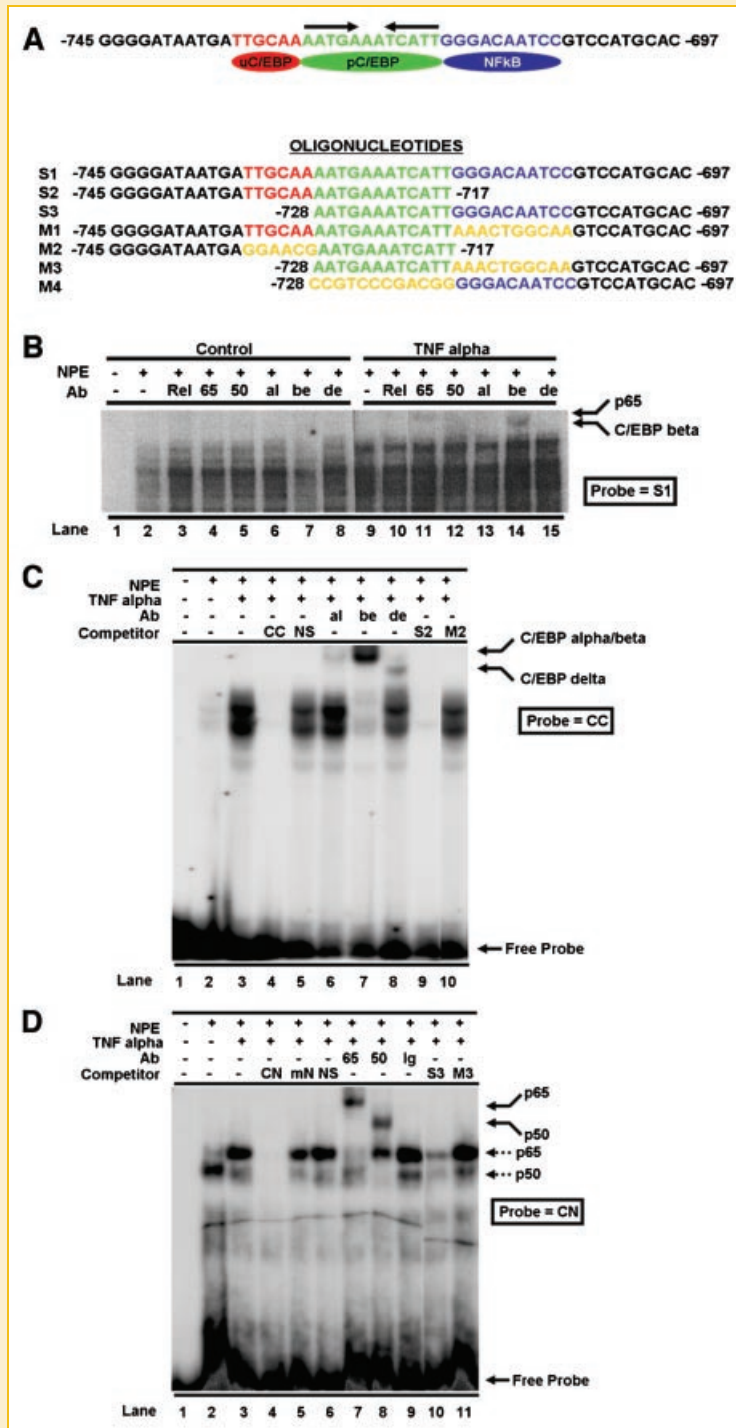 A
-745 GGGGATAATGATTGCAAAATGAAATCATTGGGACAATCCGTCCATGCAC -697
uC/EBP pC/EBP NFkB
OLIGONUCLEOTIDES
S1 -745 GGGGATAATGATTGCAAAATGAAATCATTGGGACAATCCGTCCATGCAC -697
S2 -745 GGGGATAATGATTGCAAAATGAAATCATT -717
S3 -728 AATGAAATCATTGGGACAATCCGTCCATGCAC -697
M1 -745 GGGGATAATGATTGCAAAATGAAATCATTAAACTGGCAAGTCCATGCAC -697
M2 -745 GGGGATAATGAGGAACGAATGAAATCATT -717
M3 -728 AATGAAATCATTAAACTGGCAAGTCCATGCAC -697
M4 -728 CCGTCCCGACGGGGGACAATCCGTCCATGCAC -697
B
Control TNF alpha
NPE - + + + + + + + + + + + + + +
Ab - - Rel 65 50 al be de - Rel 65 50 al be de
p65
C/EBP beta
Probe = S1
Lane 1 2 3 4 5 6 7 8 9 10 11 12 13 14 15
C
NPE - + + + + + + + + +
TNF alpha - - + + + + + + + +
Ab - - - - - al be de - -
Competitor - - - CC NS - - - S2 M2
C/EBP alpha/beta
C/EBP delta
Probe = CC
Free Probe
Lane 1 2 3 4 5 6 7 8 9 10
D
NPE - + + + + + + + + + +
TNF alpha - - + + + + + + + + +
Ab - - - - - - 65 50 Ig - -
Competitor - - - CN mN NS - - - S3 M3
p65
p50
p65
p50
Probe = CN
Free Probe
Lane 1 2 3 4 5 6 7 8 9 10 11